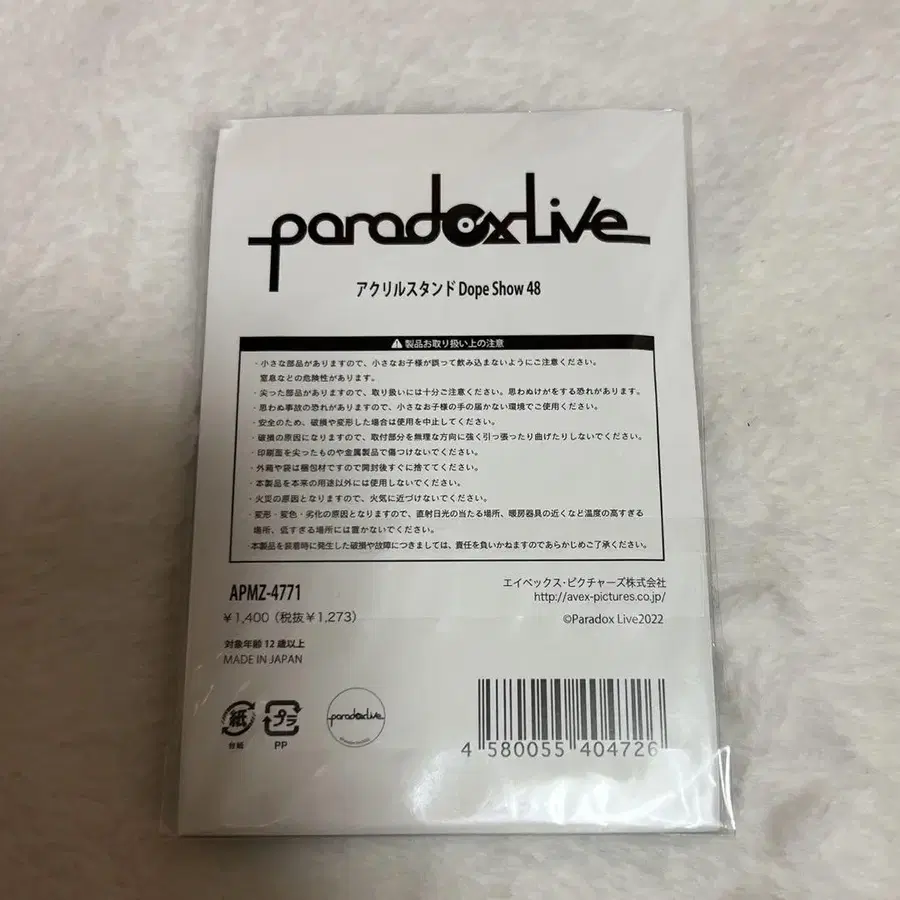 paradoxLive
アクリルスタンド Dope Show 48
⚠ 製品お取り扱い上の注意
・小さな部品がありますので、小さなお子様が誤って飲み込まないようにご注意ください。
窒息などの危険性があります。
・尖った部品がありますので、取り扱いには十分ご注意ください。思わぬけがをする恐れがあります。
・思わぬ事故の恐れがありますので、小さなお子様の手の届かない環境でご使用ください。
・安全のため、破損や変形した場合は使用を中止してください。
・破損の原因になりますので、取付部分を無理な方向に強く引っ張ったり曲げたりしないでください。
・印刷面を尖ったものや金属製品で傷つけないでください。
・外箱や袋は梱包材ですので開封後すぐに捨ててください。
・本製品を本来の用途以外には使用しないでください。
・火災の原因となりますので、火気に近づけないでください。
・変形・変色・劣化の原因となりますので、直射日光の当たる場所、暖房器具の近くなど温度の高すぎる
場所、低すぎる場所には置かないでください。
・本製品を装着時に発生した破損や故障につきましては、責任を負いかねますのであらかじめご了承ください。
APMZ-4771
¥1,400（税抜¥1,273）
対象年齢12歳以上
MADE IN JAPAN
エイベックス・ピクチャーズ株式会社
http://avex-pictures.co.jp/
©Paradox Live2022
紙
台紙
プラ
PP
paradoxLive
4 580055 404726